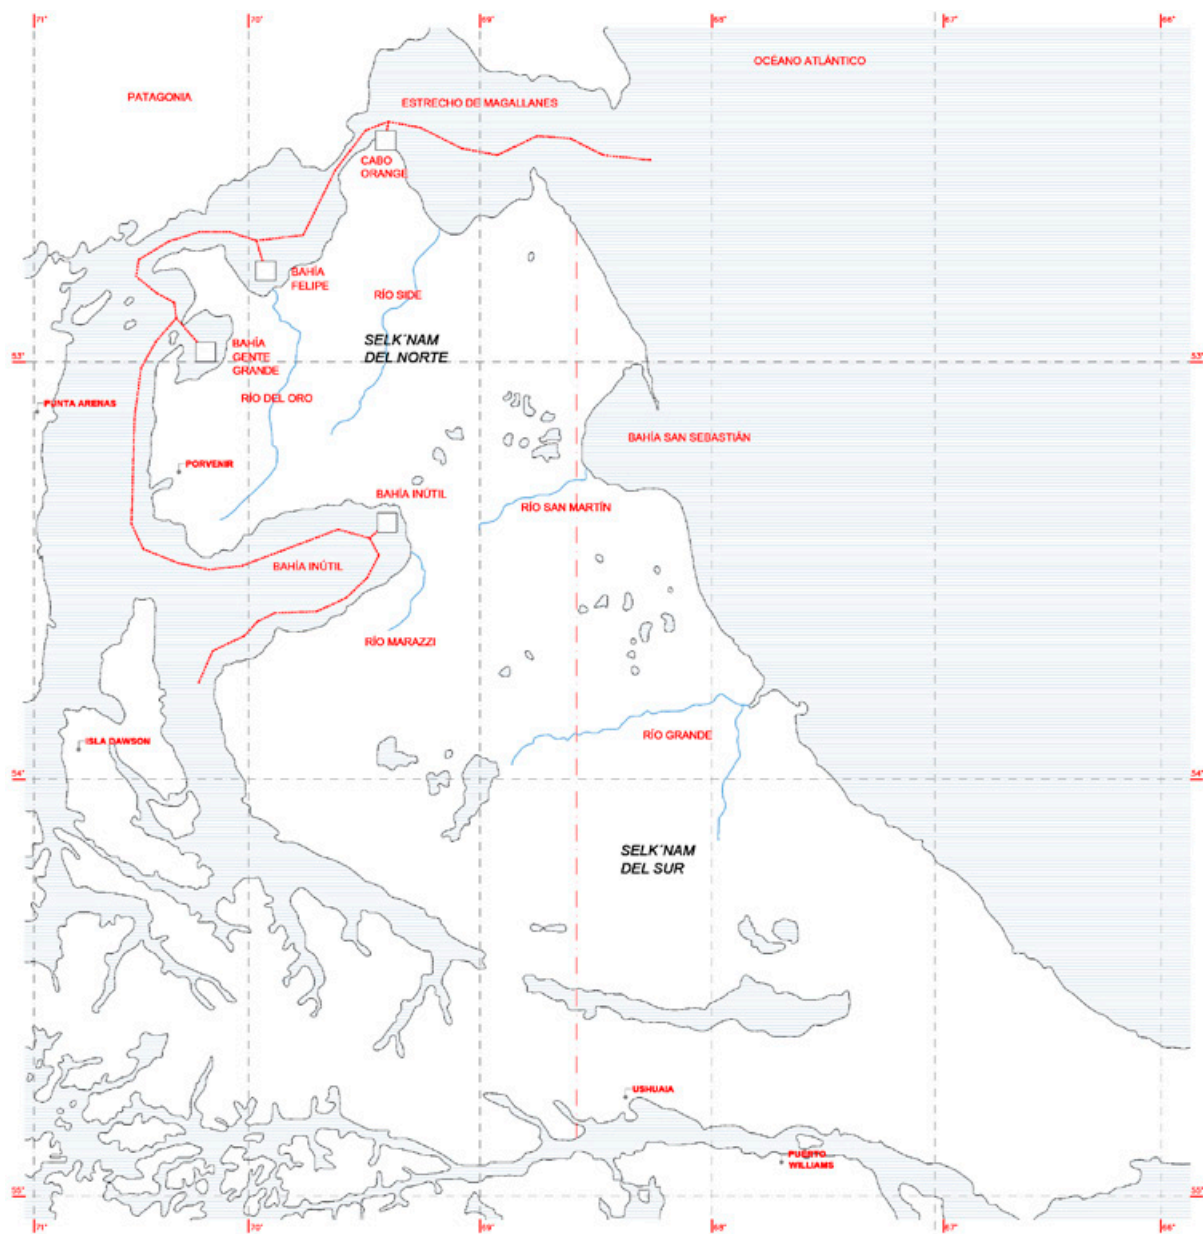 71°
70°
69°
68°
67°
66°
OCÉANO ATLÁNTICO
PATAGONIA
ESTRECHO DE MAGALLANES
CABO
ORANGE
BAHÍA
FELIPE
RÍO SIDE
SELK´NAM
DEL NORTE
BAHÍA
GENTE
GRANDE
53°
53°
RÍO DEL ORO
PUNTA ARENAS
BAHÍA SAN SEBASTIÁN
PORVENIR
BAHÍA INÚTIL
RÍO SAN MARTÍN
BAHÍA INÚTIL
RÍO MARAZZI
RÍO GRANDE
ISLA DAWSON
54°
54°
SELK´NAM
DEL SUR
USHUAIA
PUERTO
WILLIAMS
55°
55°
71°
70°
69°
68°
67°
66°